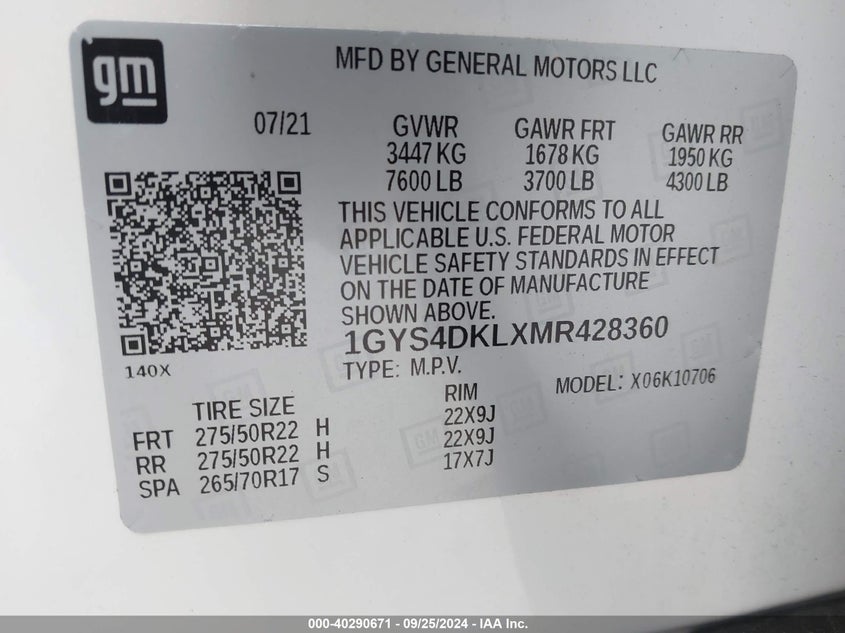 gm
MFD BY GENERAL MOTORS LLC
07/21 GVWR GAWR FRT GAWR RR
3447 KG 1678 KG 1950 KG
7600 LB 3700 LB 4300 LB
THIS VEHICLE CONFORMS TO ALL
APPLICABLE U.S. FEDERAL MOTOR
VEHICLE SAFETY STANDARDS IN EFFECT
ON THE DATE OF MANUFACTURE
SHOWN ABOVE.
1GYS4DKLXMR428360
140X
TYPE: M.P.V. MODEL: X06K10706
TIRE SIZE RIM
FRT 275/50R22 H 22X9J
RR 275/50R22 H 22X9J
SPA 265/70R17 S 17X7J
000-40290671 - 09/25/2024 - IAA Inc.